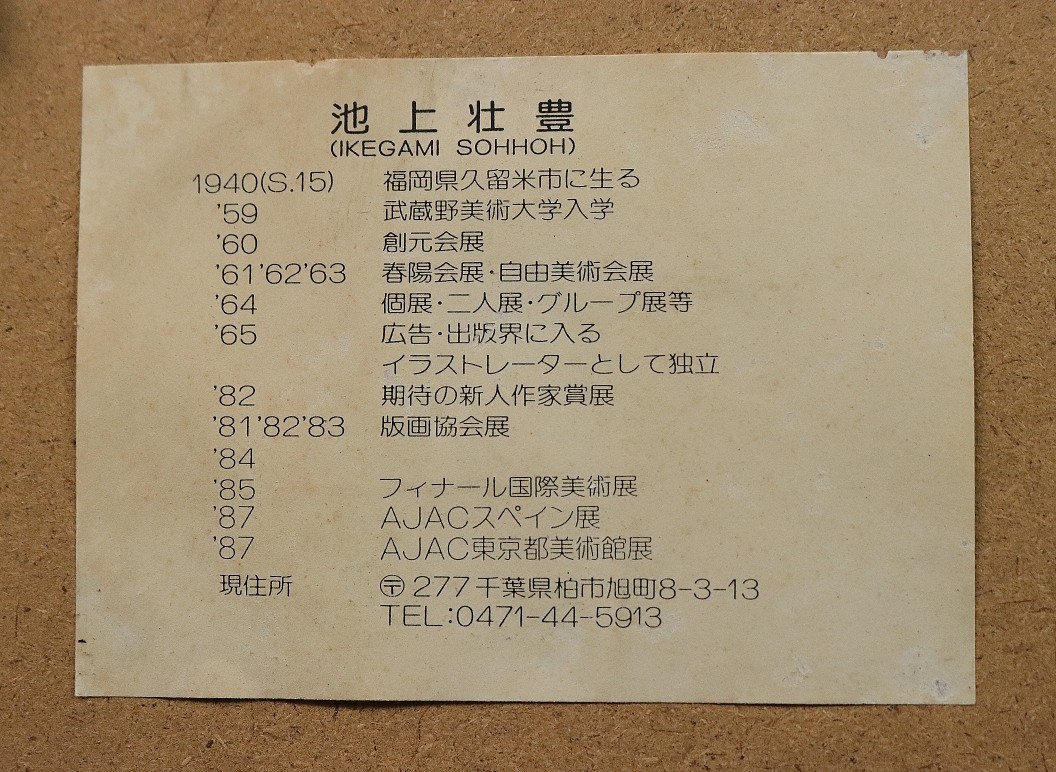 池上壮豊
(IKEGAMI SOHHOH)
1940(S.15) 福岡県久留米市に生る
'59 武蔵野美術大学入学
'60 創元会展
'61'62'63 春陽会展・自由美術会展
'64 個展・二人展・グループ展等
'65 広告・出版界に入る
イラストレーターとして独立
'82 期待の新人作家賞展
'81'82'83 版画協会展
'84
'85 フィナール国際美術展
'87 AJACスペイン展
'87 AJAC東京都美術館展
現住所 〶277千葉県柏市旭町8-3-13
TEL:0471-44-5913